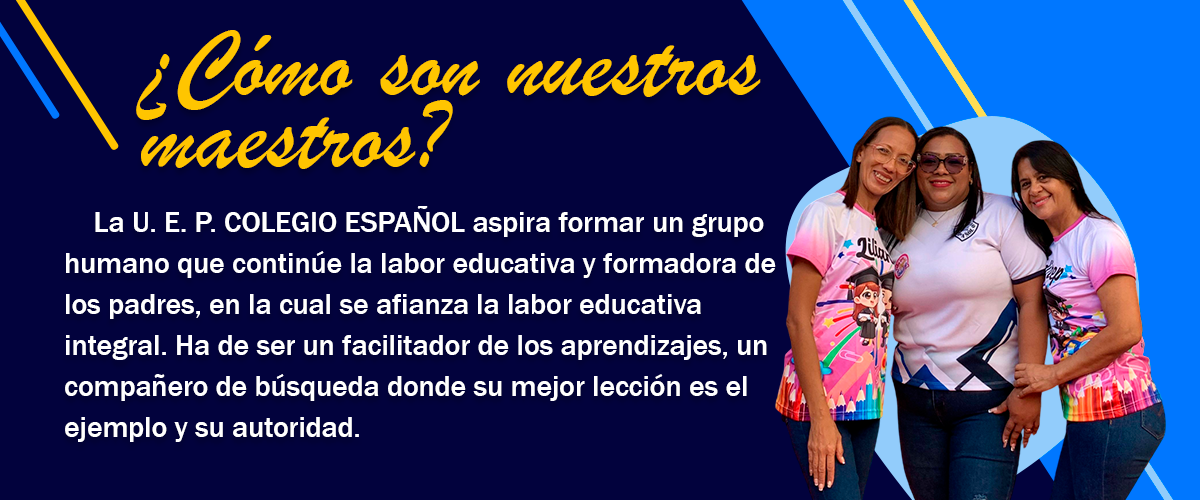 ¿Cómo son nuestros
maestros?
La U. E. P. COLEGIO ESPAÑOL aspira formar un grupo
humano que continúe la labor educativa y formadora de
los padres, en la cual se afianza la labor educativa
integral. Ha de ser un facilitador de los aprendizajes, un
compañero de búsqueda donde su mejor lección es el
ejemplo y su autoridad.